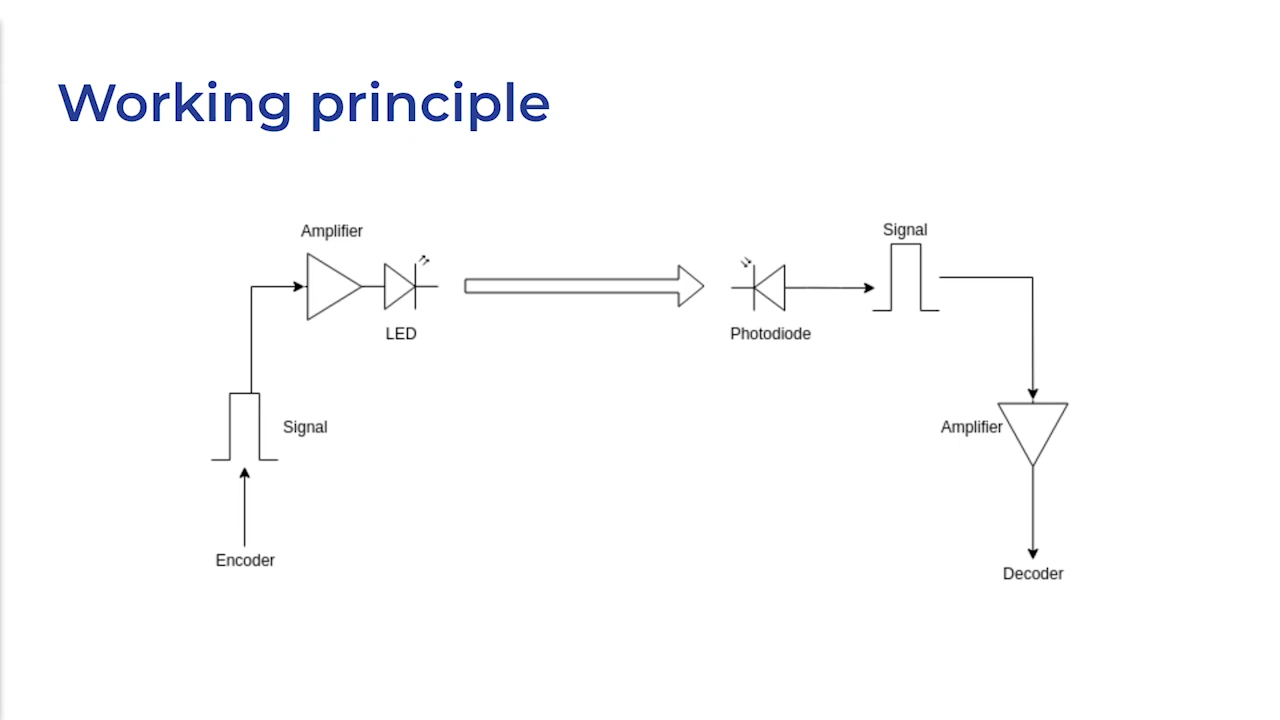 Working principle
Amplifier
Signal
LED
Photodiode
Signal
Amplifier
Encoder
Decoder